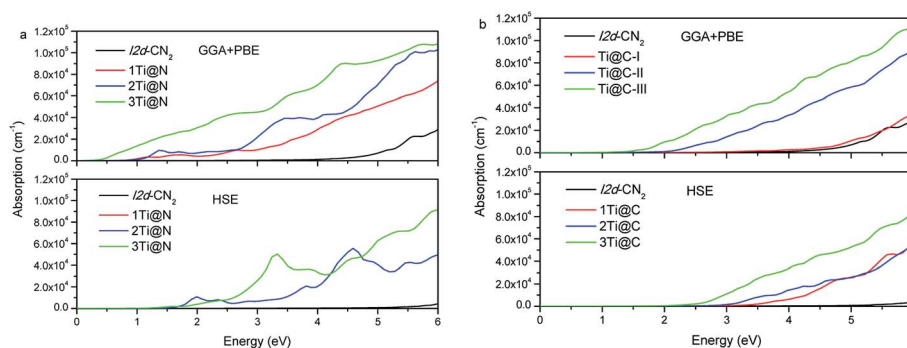 a
I2d-CN₂ GGA+PBE
1Ti@N
2Ti@N
3Ti@N
1.2x10⁵
1.0x10⁵
8.0x10⁴
6.0x10⁴
4.0x10⁴
2.0x10⁴
0.0
I2d-CN₂
HSE
1Ti@N
2Ti@N
3Ti@N
1.2x10⁵
1.0x10⁵
8.0x10⁴
6.0x10⁴
4.0x10⁴
2.0x10⁴
0.0
Absorption (cm⁻¹)
0 1 2 3 4 5 6
Energy (eV)
b
I2d-CN₂
GGA+PBE
Ti@C-I
Ti@C-II
Ti@C-III
1.2x10⁵
1.0x10⁵
8.0x10⁴
6.0x10⁴
4.0x10⁴
2.0x10⁴
0.0
I2d-CN₂
HSE
1Ti@C
2Ti@C
3Ti@C
1.2x10⁵
1.0x10⁵
8.0x10⁴
6.0x10⁴
4.0x10⁴
2.0x10⁴
0.0
Absorption (cm⁻¹)
0 1 2 3 4 5
Energy (eV)